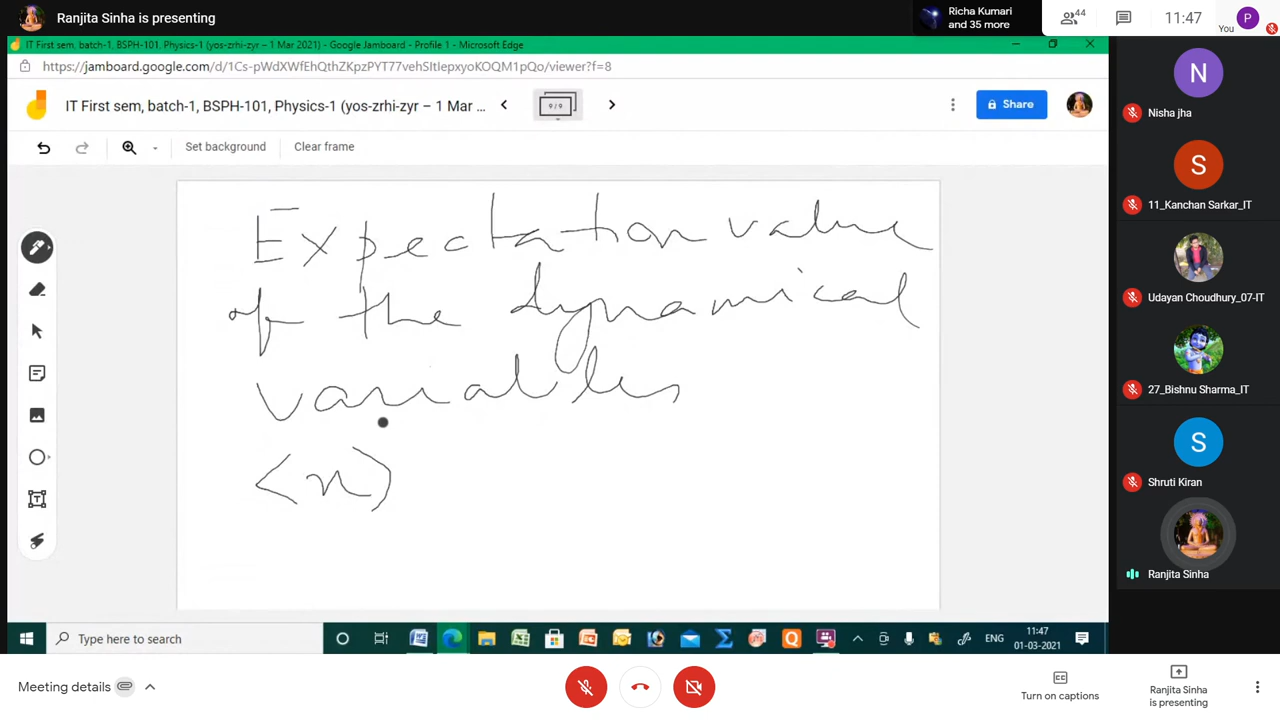 Ranjita Sinha is presenting
Richa Kumari
and 35 more
44
11:47
P
You
IT First sem, batch-1, BSPH-101, Physics-1 (yos-zrhi-zyr – 1 Mar 2021) - Google Jamboard - Profile 1 - Microsoft Edge
https://jamboard.google.com/d/1Cs-pWdXWfEhQthZKpzPYT77vehSItIepxyoKOQM1pQo/viewer?f=8
IT First sem, batch-1, BSPH-101, Physics-1 (yos-zrhi-zyr – 1 Mar ...
9/9
Share
Set background
Clear frame
Expectation value
of the dynamical
variables
<x>
N
Nisha jha
S
11_Kanchan Sarkar_IT
Udayan Choudhury_07-IT
27_Bishnu Sharma_IT
S
Shruti Kiran
Ranjita Sinha
Type here to search
ENG
11:47
01-03-2021
Meeting details
Turn on captions
Ranjita Sinha
is presenting